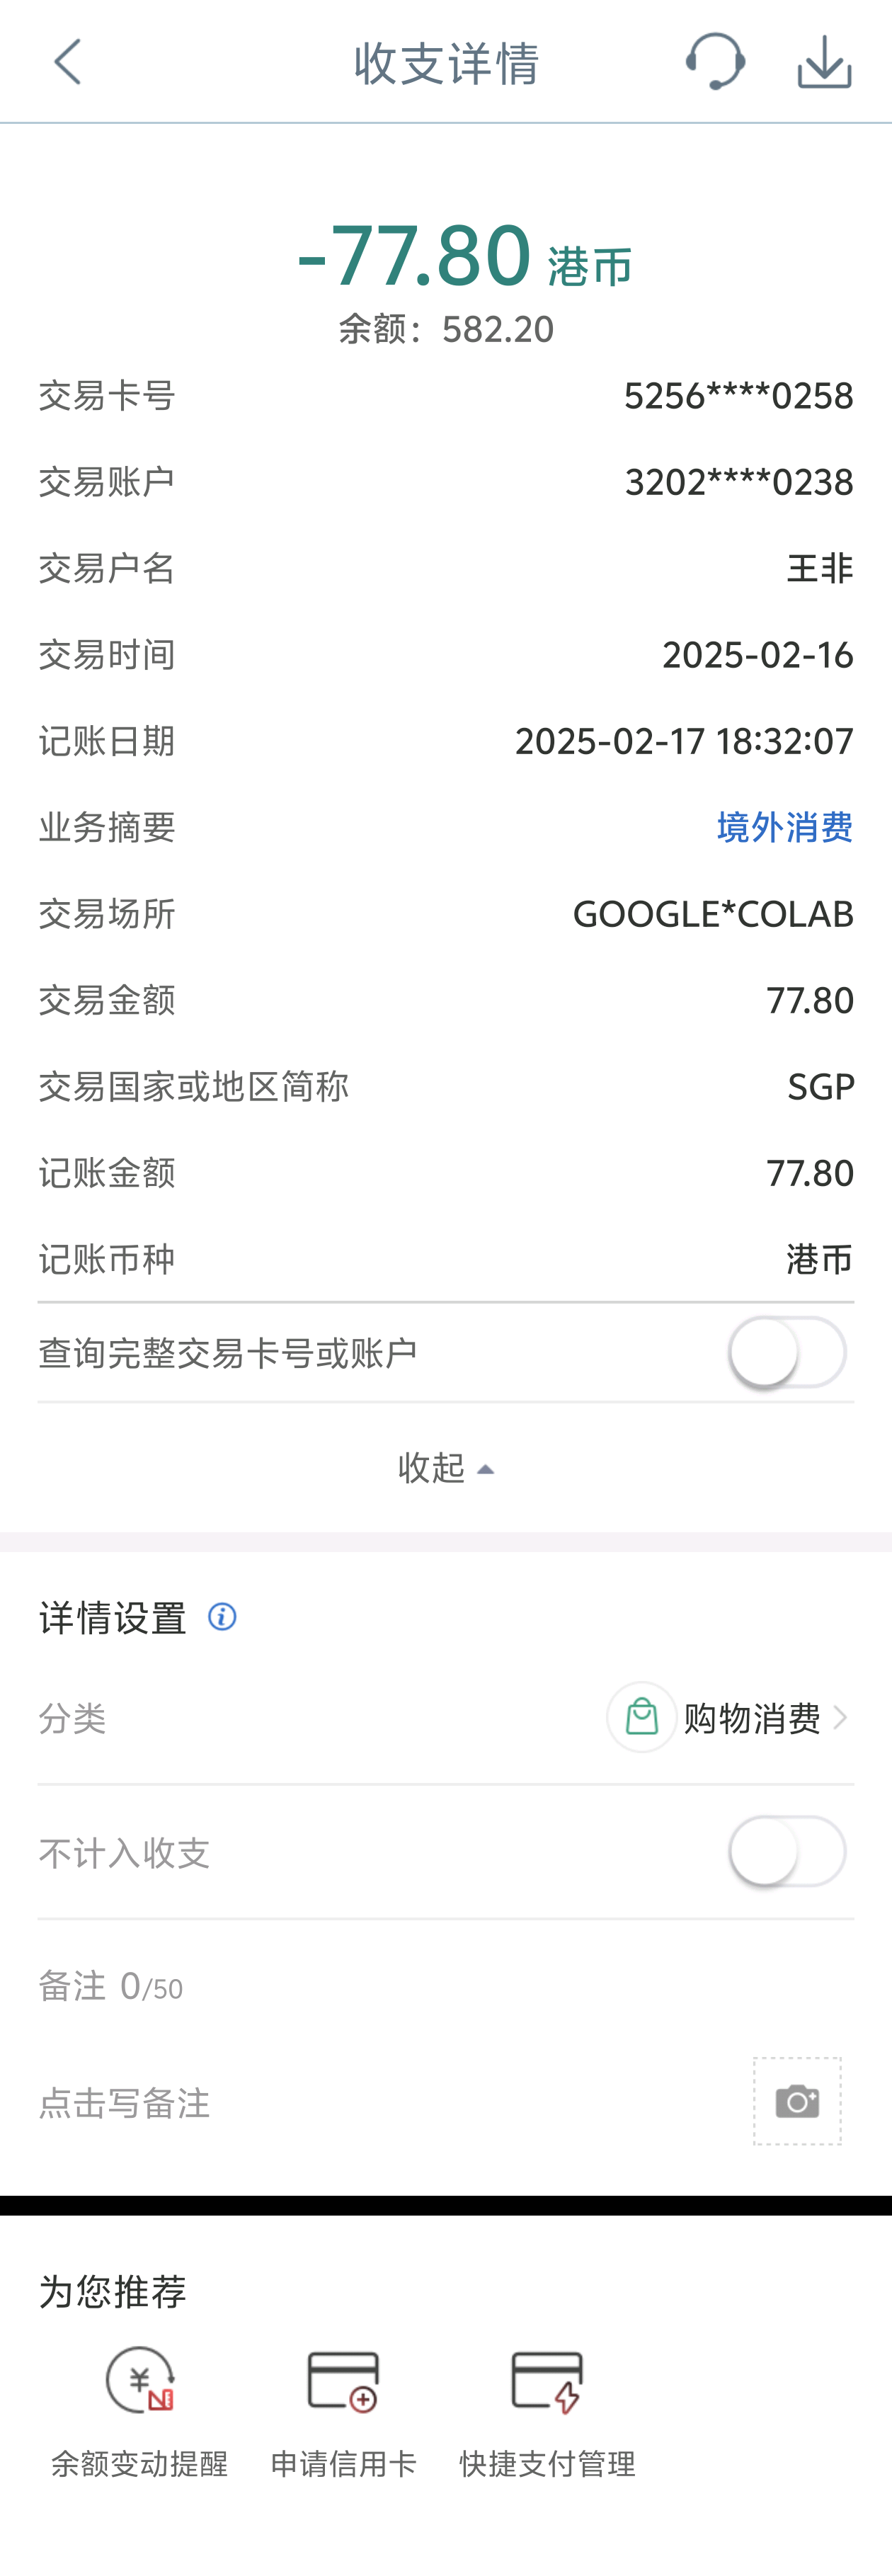 收支详情
-77.80 港币
余额：582.20
交易卡号 5256****0258
交易账户 3202****0238
交易户名 王非
交易时间 2025-02-16
记账日期 2025-02-17 18:32:07
业务摘要 境外消费
交易场所 GOOGLE*COLAB
交易金额 77.80
交易国家或地区简称 SGP
记账金额 77.80
记账币种 港币
查询完整交易卡号或账户
收起
详情设置
分类 购物消费
不计入收支
备注 0/50
点击写备注
为您推荐
余额变动提醒 申请信用卡 快捷支付管理